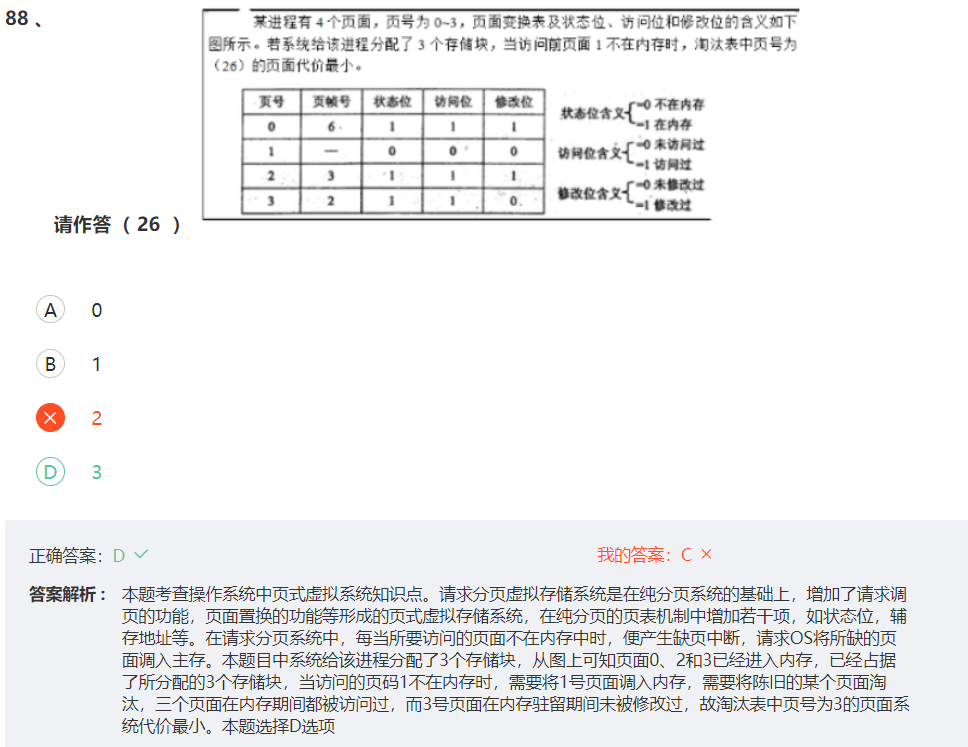 88 、
某进程有 4 个页面，页号为 0~3，页面变换表及状态位、访问位和修改位的含义如下
图所示。若系统给该进程分配了 3 个存储块，当访问前页面 1 不在内存时，淘汰表中页号为
（26）的页面代价最小。
页号 页帧号 状态位 访问位 修改位
0 6 1 1 1
1 — 0 0 0
2 3 1 1 1
3 2 1 1 0
状态位含义 =0 不在内存
=1 在内存
访问位含义 =0 未访问过
=1 访问过
修改位含义 =0 未修改过
=1 修改过
请作答（ 26 ）
A 0
B 1
2
D 3
正确答案： D
我的答案： C
答案解析： 本题考查操作系统中页式虚拟系统知识点。请求分页虚拟存储系统是在纯分页系统的基础上，增加了请求调
页的功能，页面置换的功能等形成的页式虚拟存储系统，在纯分页的页表机制中增加若干项，如状态位，辅
存地址等。在请求分页系统中，每当所要访问的页面不在内存中时，便产生缺页中断，请求OS将所缺的页
面调入主存。本题目中系统给该进程分配了3个存储块，从图上可知页面0、2和3已经进入内存，已经占据
了所分配的3个存储块，当访问的页码1不在内存时，需要将1号页面调入内存，需要将陈旧的某个页面淘
汰，三个页面在内存期间都被访问过，而3号页面在内存驻留期间未被修改过，故淘汰表中页号为3的页面系
统代价最小。本题选择D选项